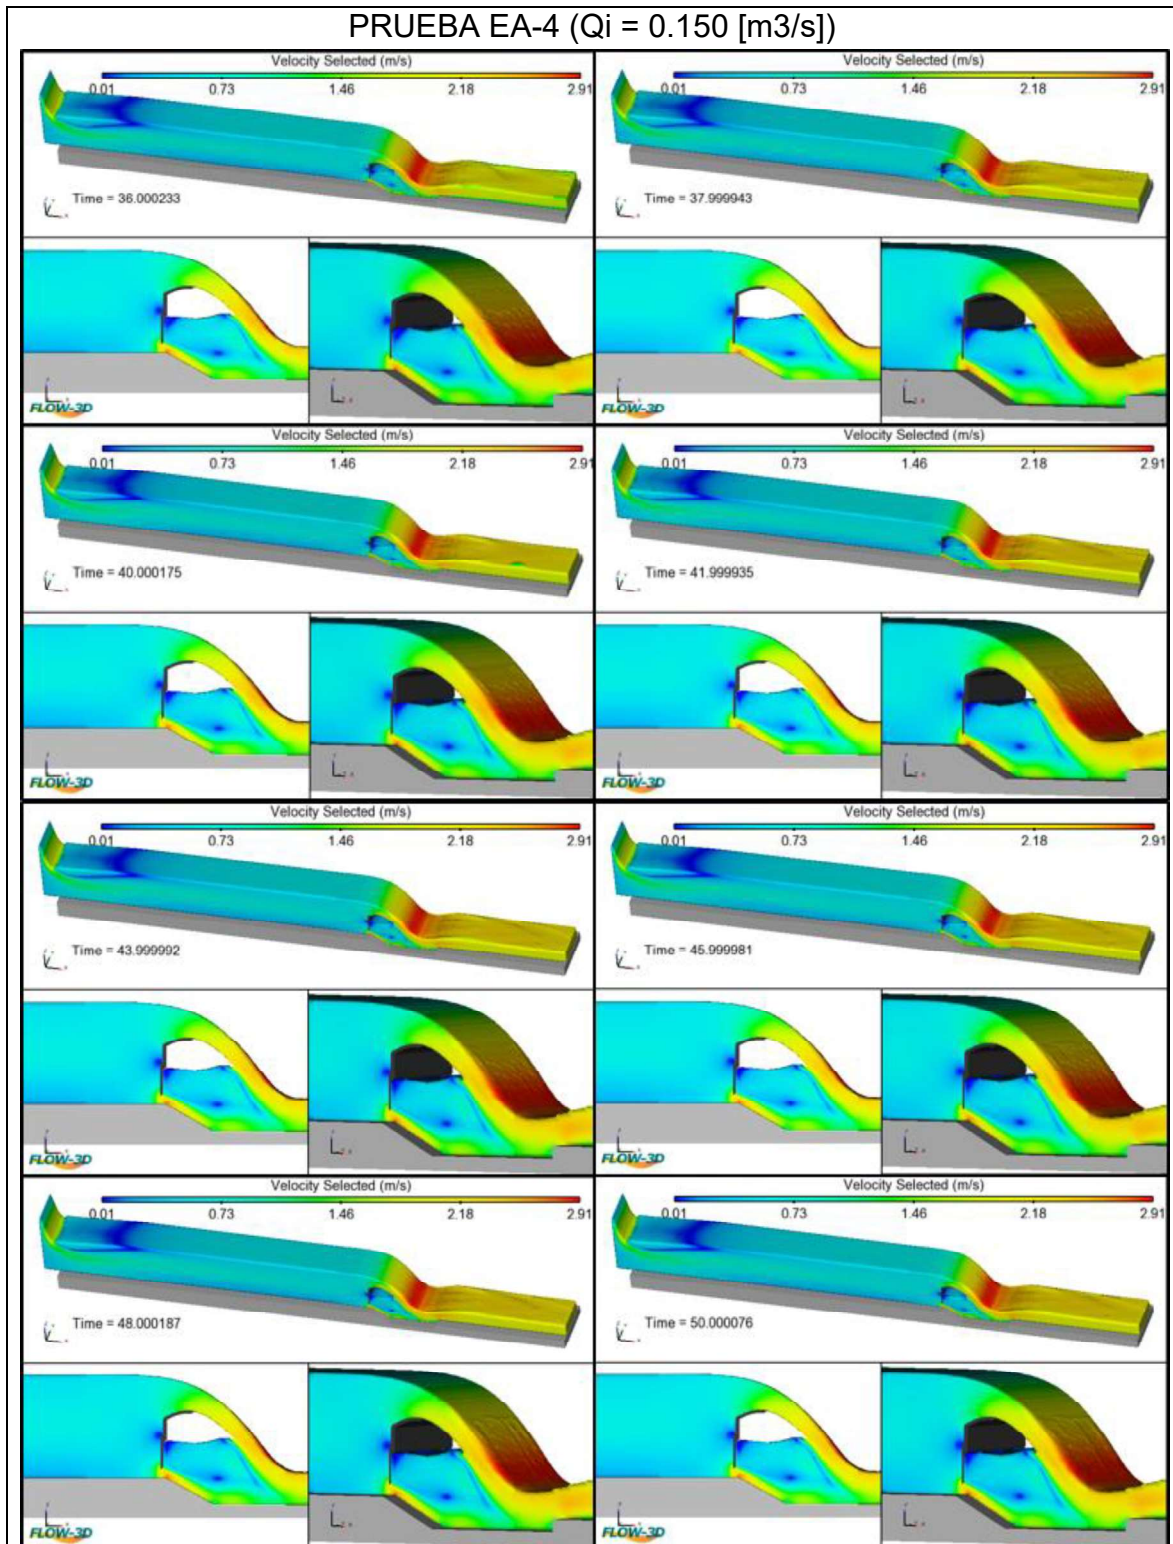 PRUEBA EA-4 (Qi = 0.150 [m3/s])
Velocity Selected (m/s)
0.01 0.73 1.46 2.18 2.91
Time = 36.000233
FLOW-3D
Velocity Selected (m/s)
0.01 0.73 1.46 2.18 2.91
Time = 37.999943
FLOW-3D
Velocity Selected (m/s)
0.01 0.73 1.46 2.18 2.91
Time = 40.000175
FLOW-3D
Velocity Selected (m/s)
0.01 0.73 1.46 2.18 2.91
Time = 41.999935
FLOW-3D
Velocity Selected (m/s)
0.01 0.73 1.46 2.18 2.91
Time = 43.999992
FLOW-3D
Velocity Selected (m/s)
0.01 0.73 1.46 2.18 2.91
Time = 45.999981
FLOW-3D
Velocity Selected (m/s)
0.01 0.73 1.46 2.18 2.91
Time = 48.000187
FLOW-3D
Velocity Selected (m/s)
0.01 0.73 1.46 2.18 2.91
Time = 50.000076
FLOW-3D